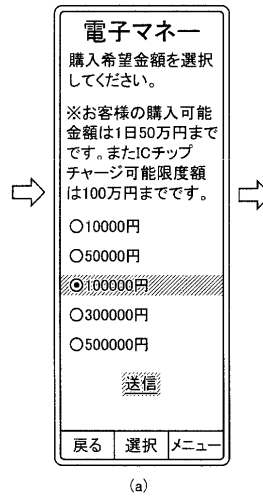 電子マネー
購入希望金額を選択
してください。
※お客様の購入可能
金額は1日50万円まで
です。またICチップ
チャージ可能限度額
は100万円までです。
○10000円
○50000円
◉100000円
○300000円
○500000円
送信
戻る 選択 メニュー
(a)